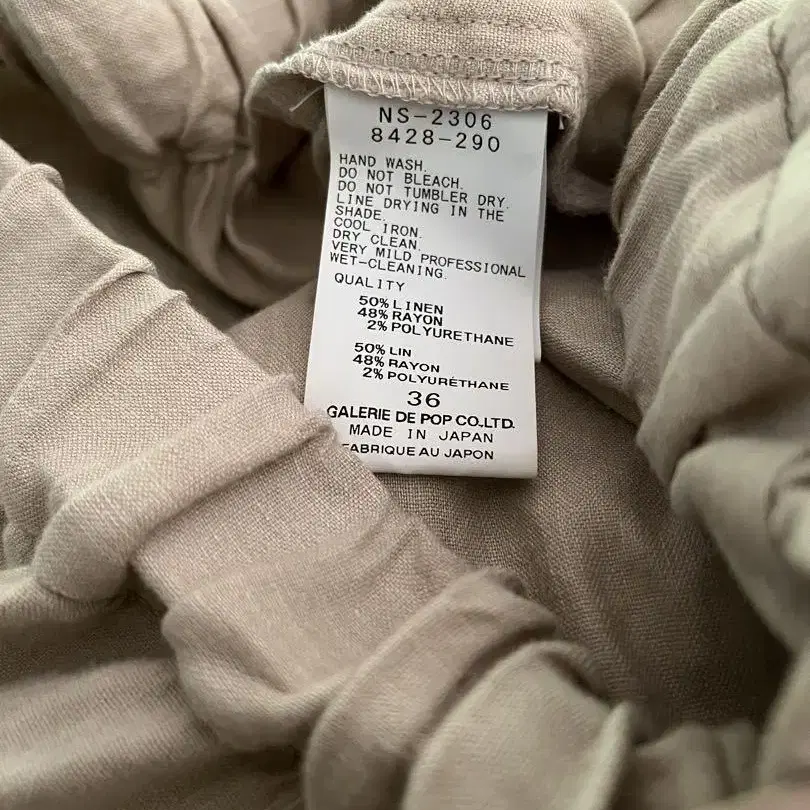 NS-2306
8428-290
HAND WASH.
DO NOT BLEACH.
DO NOT TUMBLER DRY.
LINE DRYING IN THE
SHADE.
COOL IRON.
DRY CLEAN.
VERY MILD PROFESSIONAL
WET-CLEANING.
QUALITY
50% LINEN
48% RAYON
2% POLYURETHANE
50% LIN
48% RAYON
2% POLYURÉTHANE
36
GALERIE DE POP CO.,LTD.
MADE IN JAPAN
FABRIQUE AU JAPON